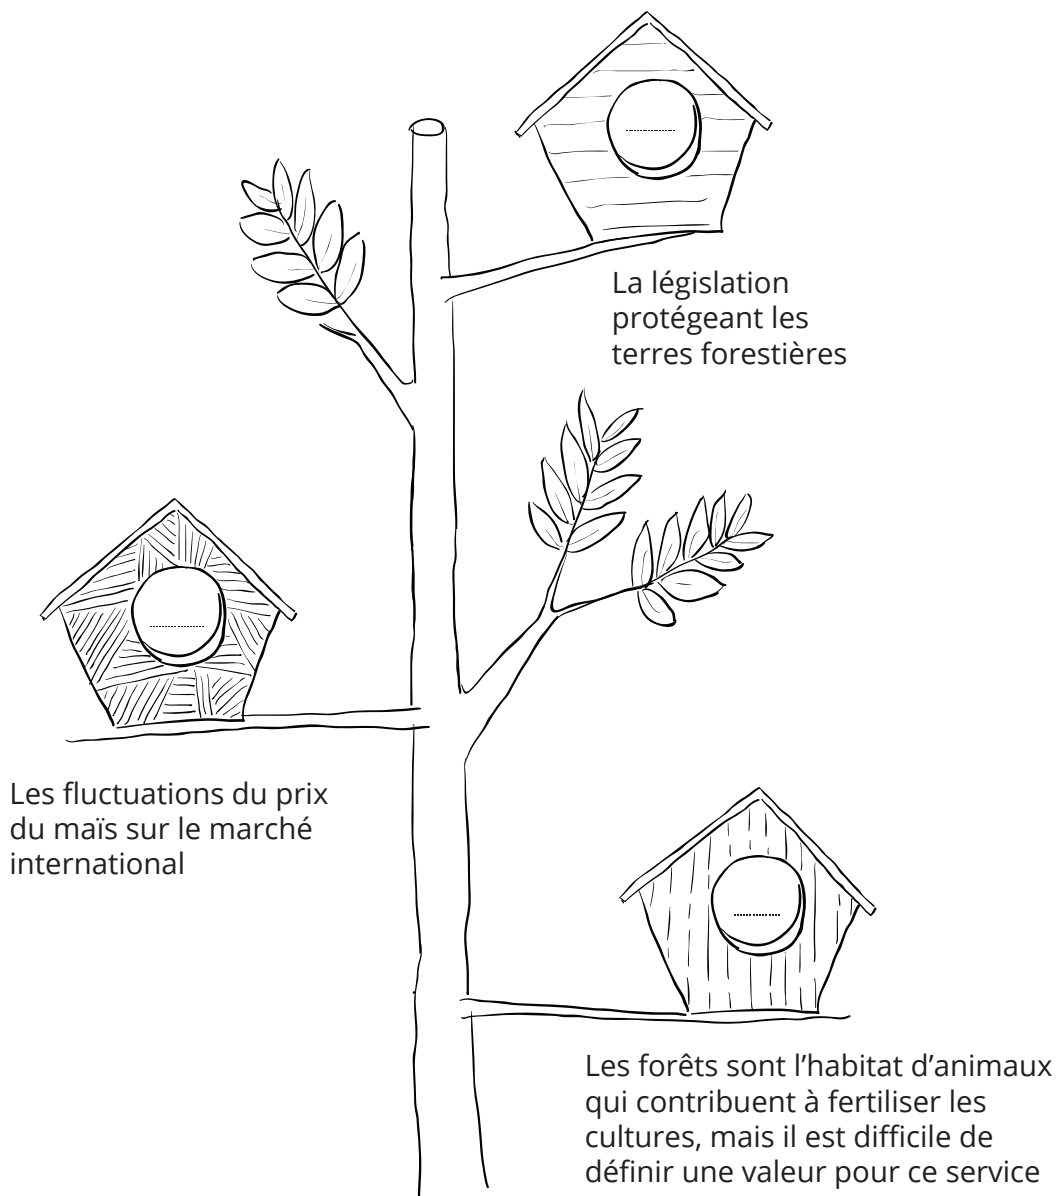 La législation
protégeant les
terres forestières
Les fluctuations du prix
du maïs sur le marché
international
Les forêts sont l’habitat d’animaux
qui contribuent à fertiliser les
cultures, mais il est difficile de
définir une valeur pour ce service